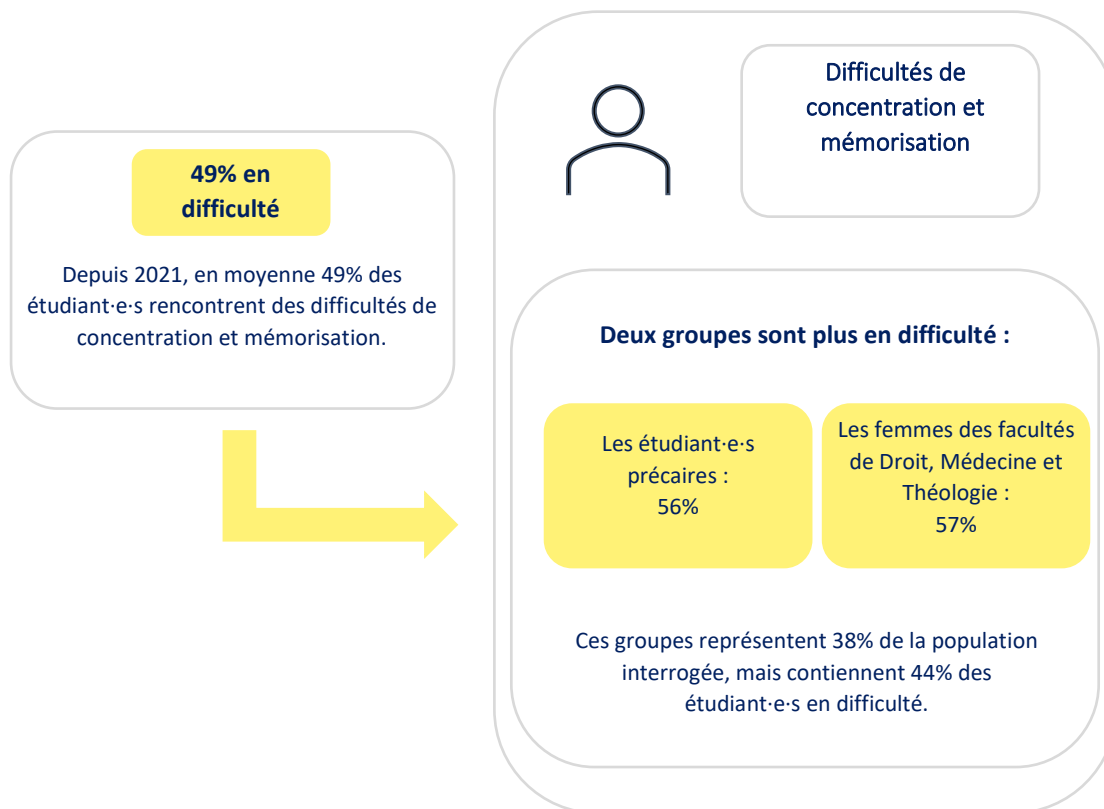 49% en
difficulté
Depuis 2021, en moyenne 49% des
étudiant·e·s rencontrent des difficultés de
concentration et mémorisation.
Difficultés de
concentration et
mémorisation
Deux groupes sont plus en difficulté :
Les étudiant·e·s
précaires :
56%
Les femmes des facultés
de Droit, Médecine et
Théologie :
57%
Ces groupes représentent 38% de la population
interrogée, mais contiennent 44% des
étudiant·e·s en difficulté.